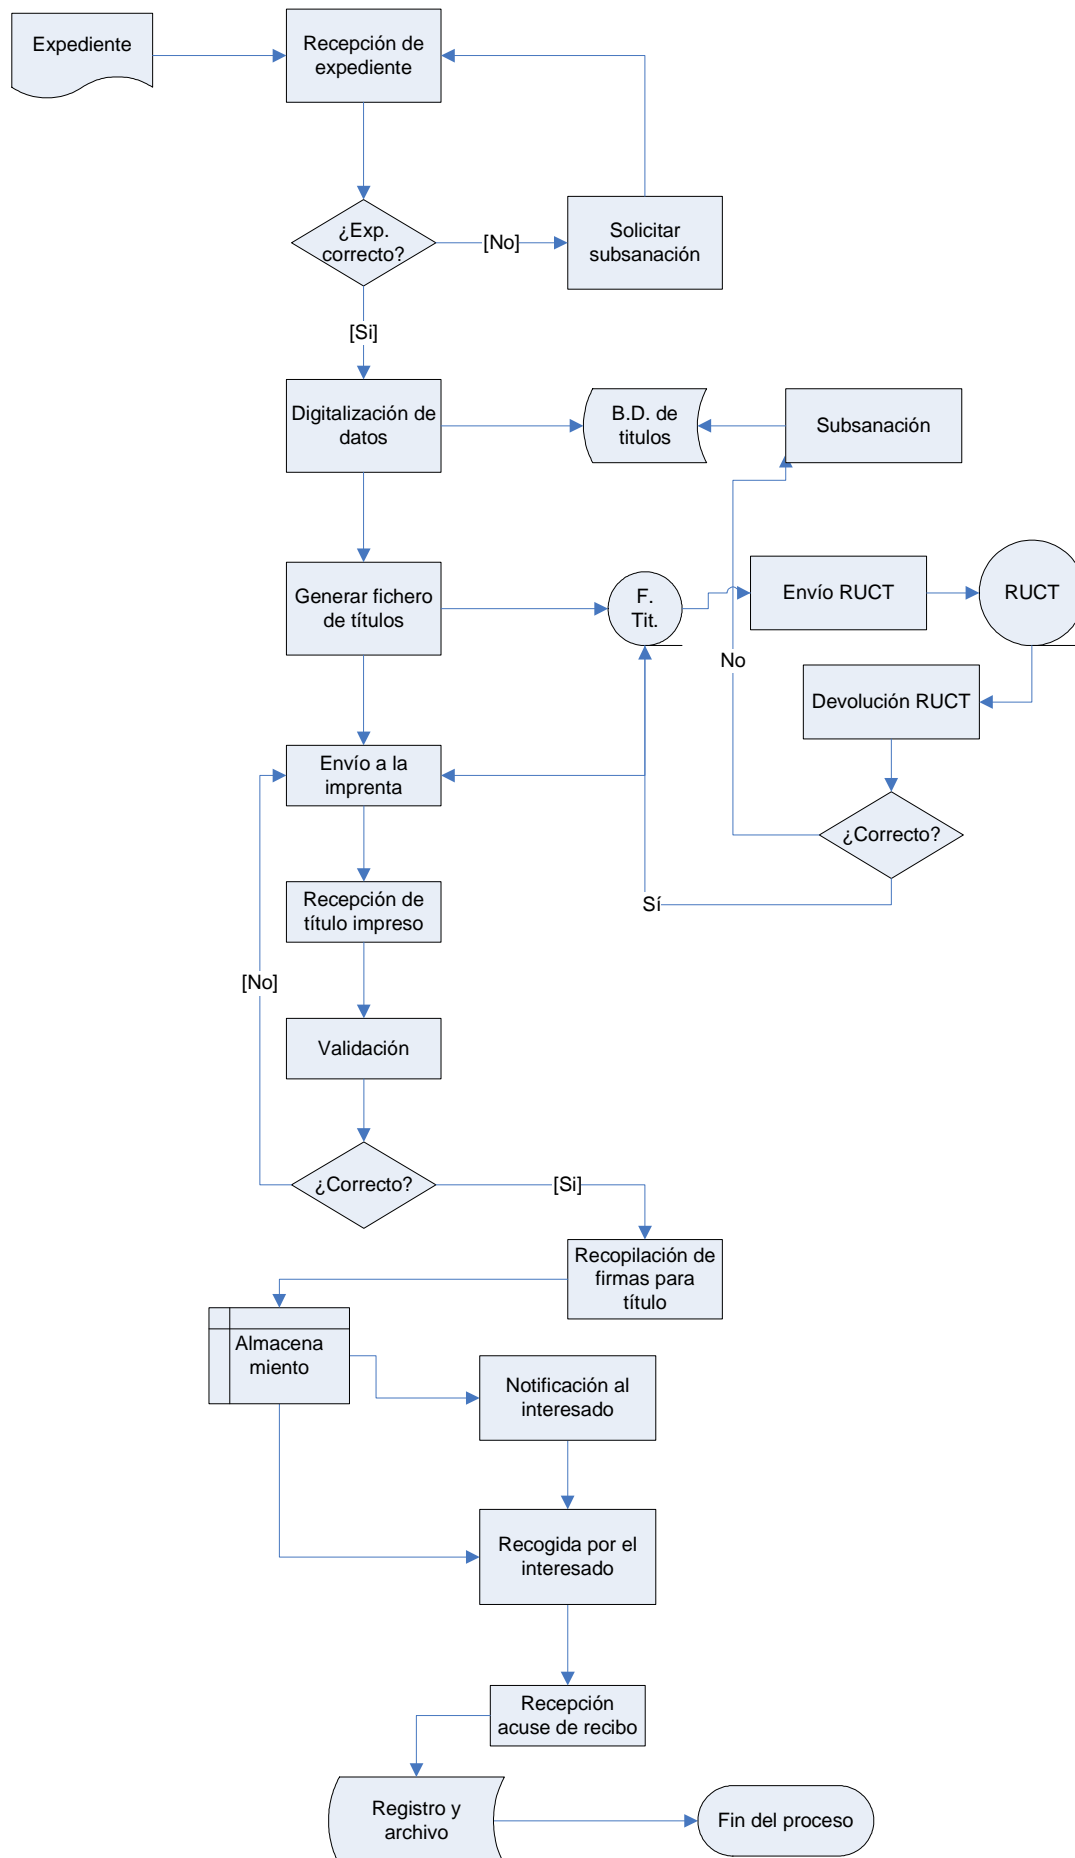 Expediente
Recepción de
expediente
¿Exp.
correcto?
[No]
Solicitar
subsanación
[Si]
Digitalización de
datos
B.D. de
titulos
Subsanación
Generar fichero
de títulos
F.
Tit.
Envío RUCT
RUCT
No
Devolución RUCT
Envío a la
imprenta
¿Correcto?
Recepción de
título impreso
Sí
[No]
Validación
¿Correcto?
[Si]
Recopilación de
firmas para
título
Almacena
miento
Notificación al
interesado
Recogida por el
interesado
Recepción
acuse de recibo
Registro y
archivo
Fin del proceso